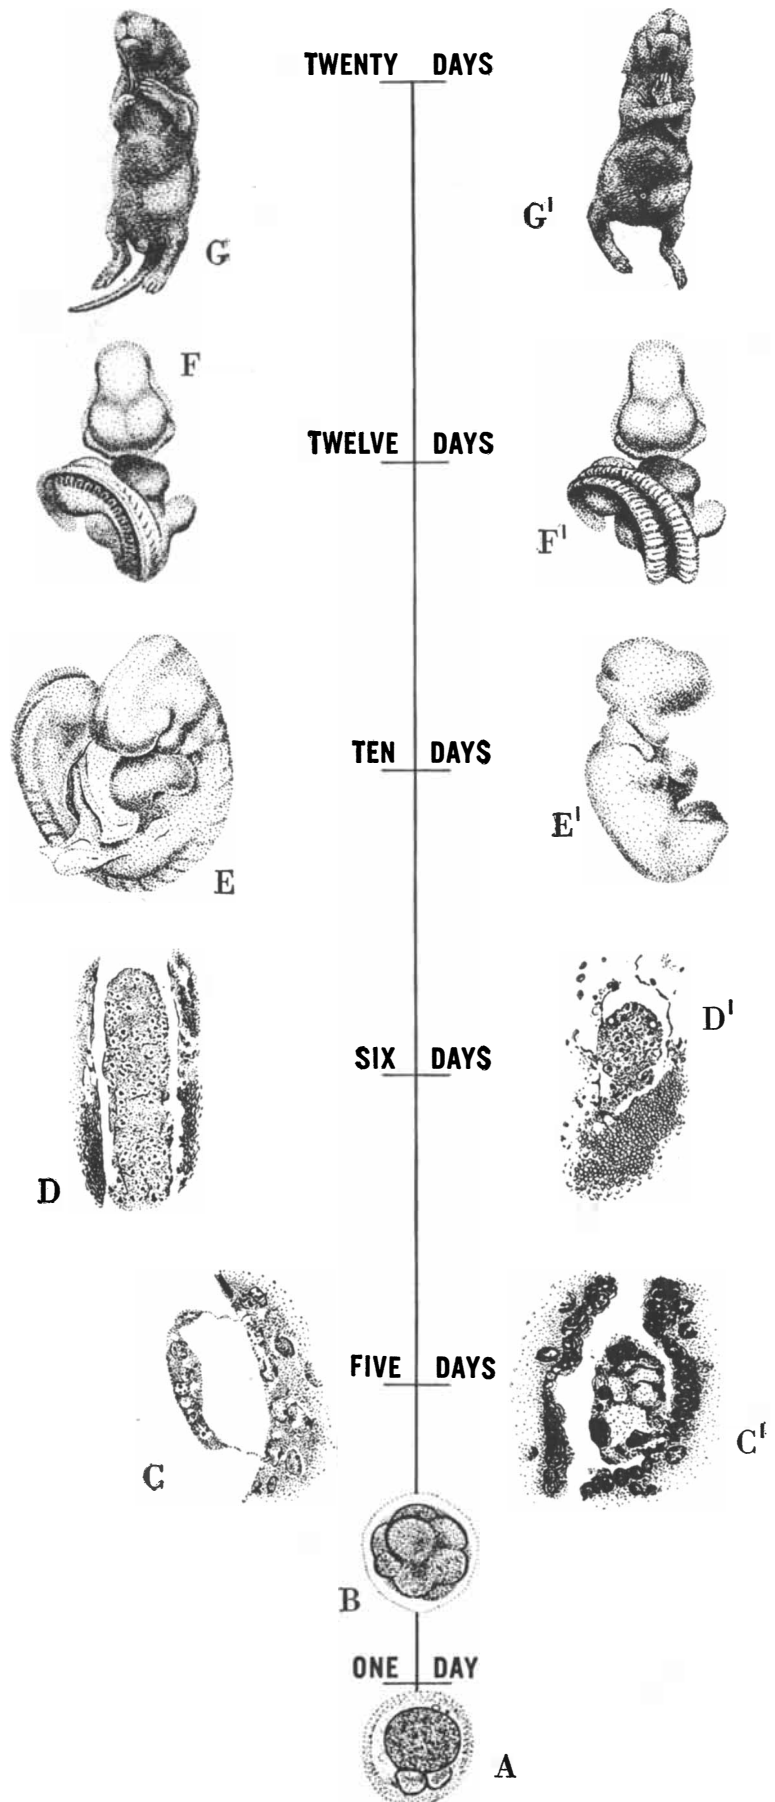 TWENTY DAYS
G
G'
F
TWELVE DAYS
F'
TEN DAYS
E'
E
D'
SIX DAYS
D
FIVE DAYS
C'
C
B
ONE DAY
A